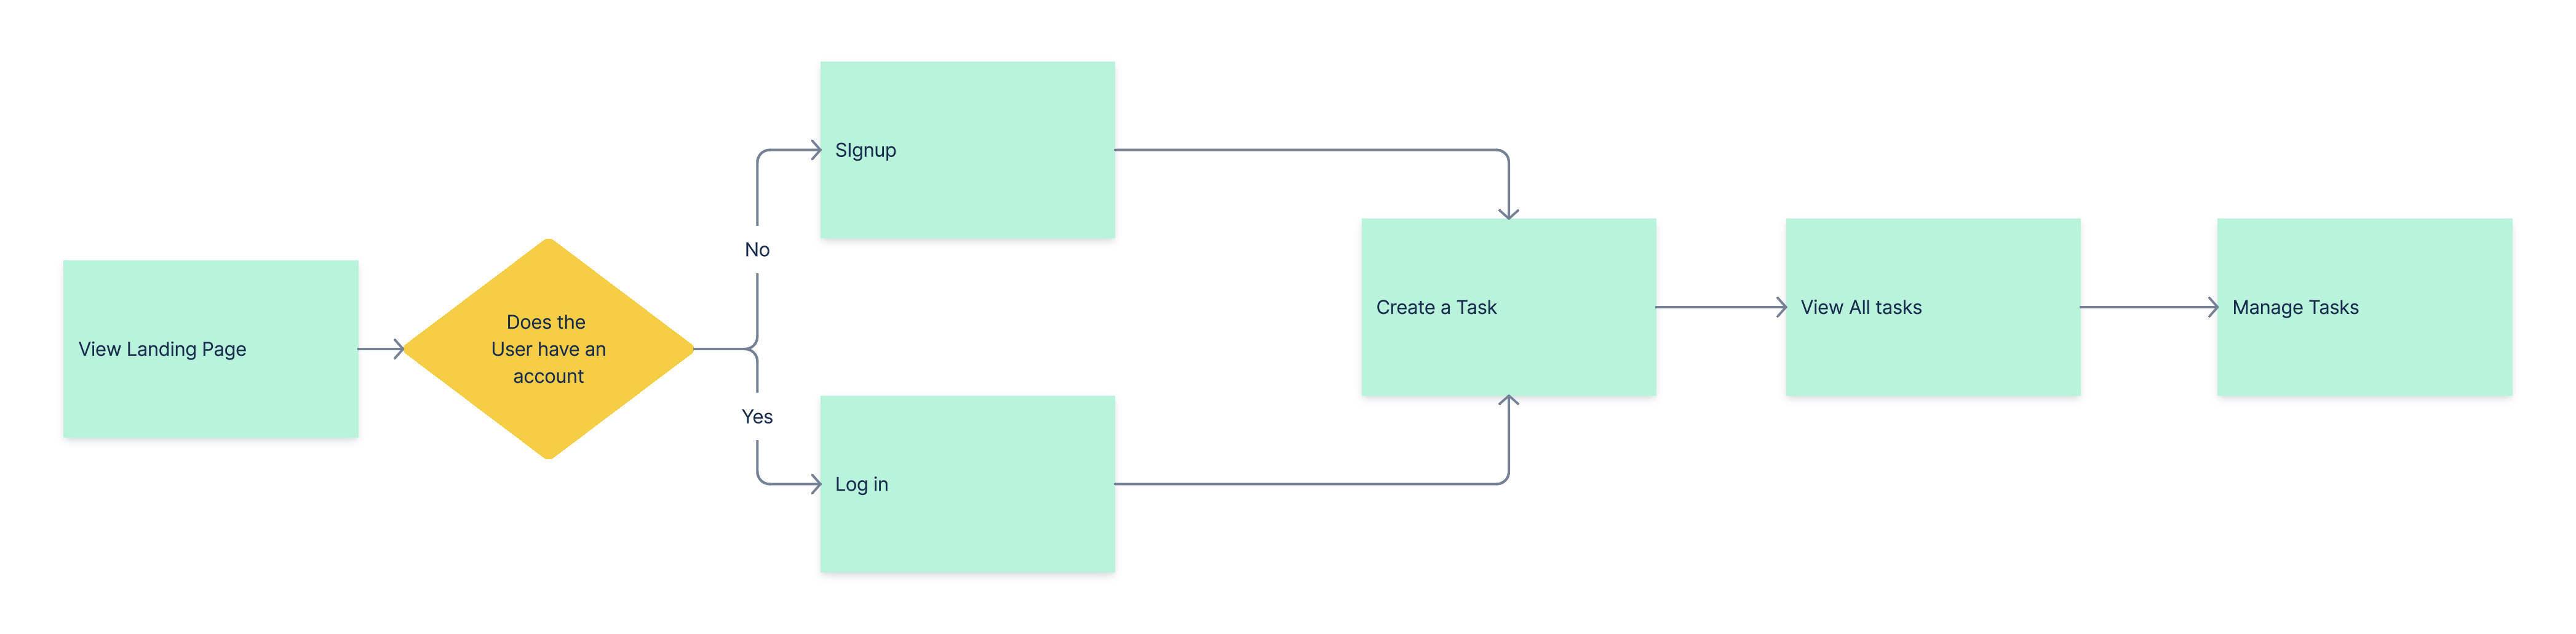 View Landing Page
Does the
User have an
account
No
Yes
SIgnup
Log in
Create a Task
View All tasks
Manage Tasks